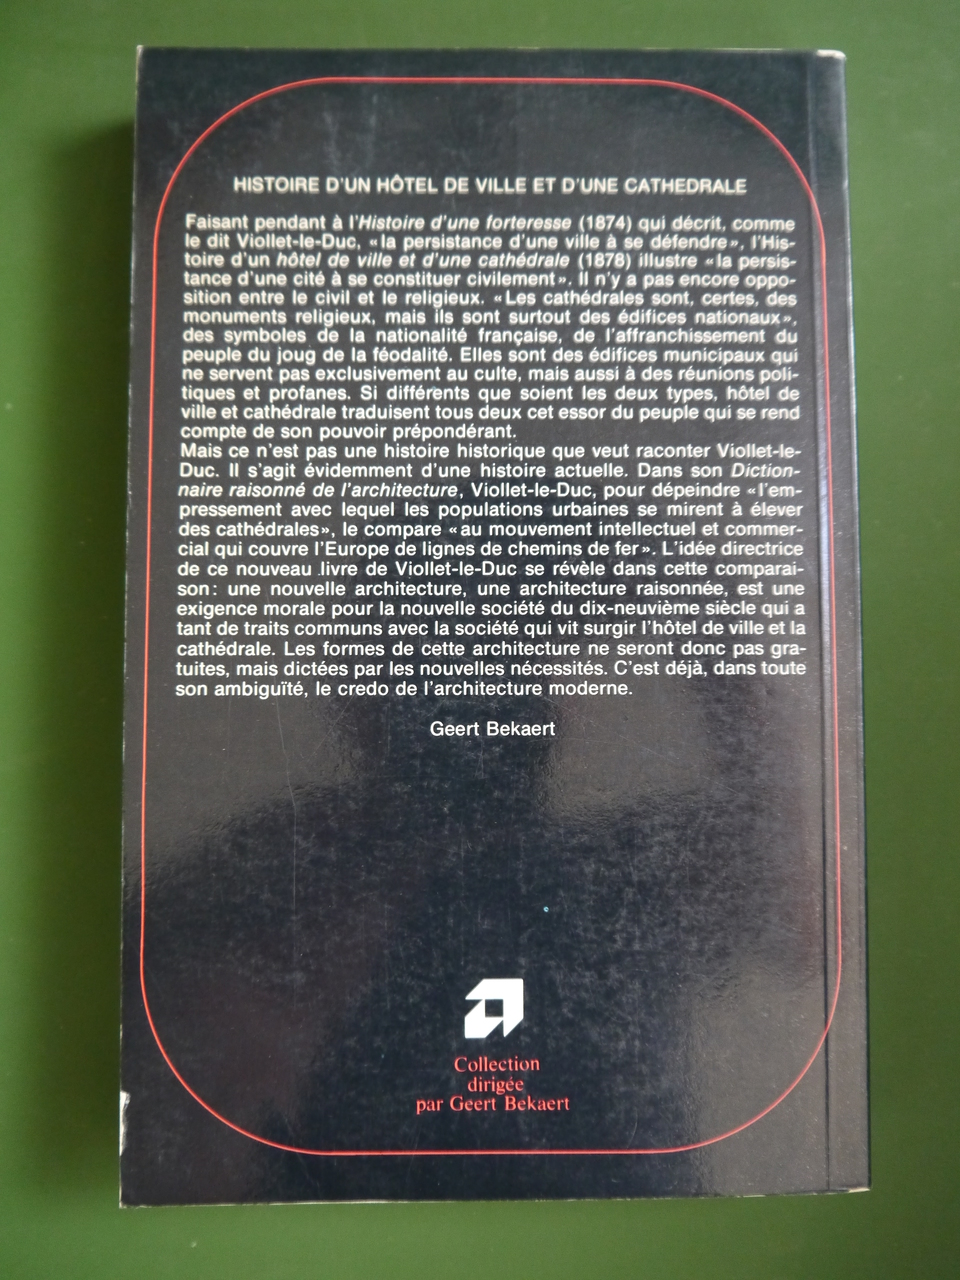 HISTOIRE D'UN HÔTEL DE VILLE ET D'UNE CATHEDRALE
Faisant pendant à l'Histoire d'une forteresse (1874) qui décrit, comme
le dit Viollet-le-Duc, «la persistance d'une ville à se défendre», l'His-
toire d'un hôtel de ville et d'une cathédrale (1878) illustre «la persis-
tance d'une cité à se constituer civilement». Il n'y a pas encore oppo-
sition entre le civil et le religieux. «Les cathédrales sont, certes, des
monuments religieux, mais ils sont surtout des édifices nationaux»,
des symboles de la nationalité française, de l'affranchissement du
peuple du joug de la féodalité. Elles sont des édifices municipaux qui
ne servent pas exclusivement au culte, mais aussi à des réunions poli-
tiques et profanes. Si différents que soient les deux types, hôtel de
ville et cathédrale traduisent tous deux cet essor du peuple qui se rend
compte de son pouvoir prépondérant.
Mais ce n'est pas une histoire historique que veut raconter Viollet-le-
Duc. Il s'agit évidemment d'une histoire actuelle. Dans son Diction-
naire raisonné de l'architecture, Viollet-le-Duc, pour dépeindre «l'em-
pressement avec lequel les populations urbaines se mirent à élever
des cathédrales», le compare «au mouvement intellectuel et commer-
cial qui couvre l'Europe de lignes de chemins de fer». L'idée directrice
de ce nouveau livre de Viollet-le-Duc se révèle dans cette comparai-
son: une nouvelle architecture, une architecture raisonnée, est une
exigence morale pour la nouvelle société du dix-neuvième siècle qui a
tant de traits communs avec la société qui vit surgir l'hôtel de ville et la
cathédrale. Les formes de cette architecture ne seront donc pas gra-
tuites, mais dictées par les nouvelles nécessités. C'est déjà, dans toute
son ambiguïté, le credo de l'architecture moderne.
Geert Bekaert
Collection
dirigée
par Geert Bekaert